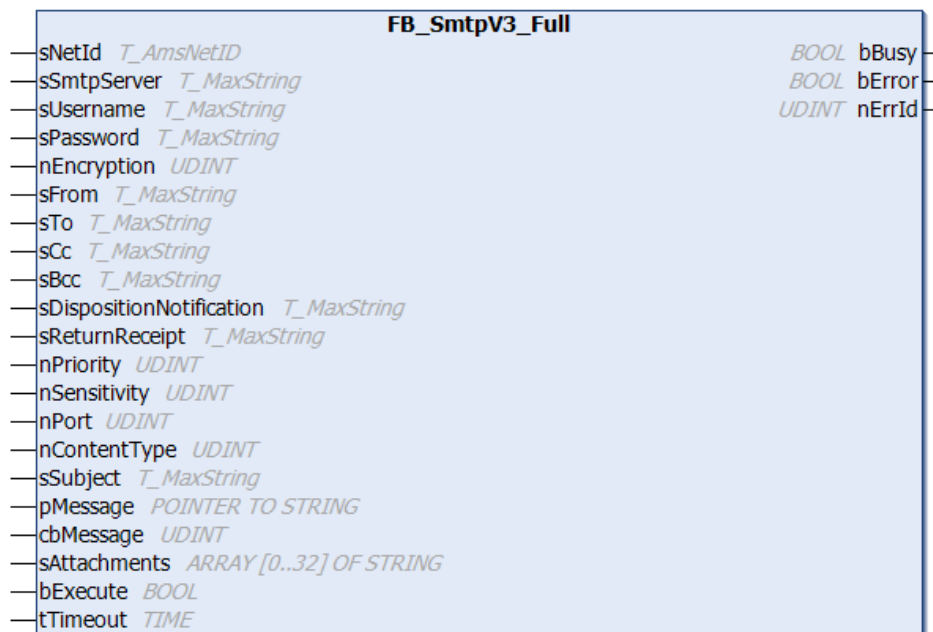 FB_SmtpV3_Full
sNetId T_AmsNetID BOOL bBusy
sSmtpServer T_MaxString BOOL bError
sUsername T_MaxString UDINT nErrId
sPassword T_MaxString
nEncryption UDINT
sFrom T_MaxString
sTo T_MaxString
sCc T_MaxString
sBcc T_MaxString
sDispositionNotification T_MaxString
sReturnReceipt T_MaxString
nPriority UDINT
nSensitivity UDINT
nPort UDINT
nContentType UDINT
sSubject T_MaxString
pMessage POINTER TO STRING
cbMessage UDINT
sAttachments ARRAY [0..32] OF STRING
bExecute BOOL
tTimeout TIME